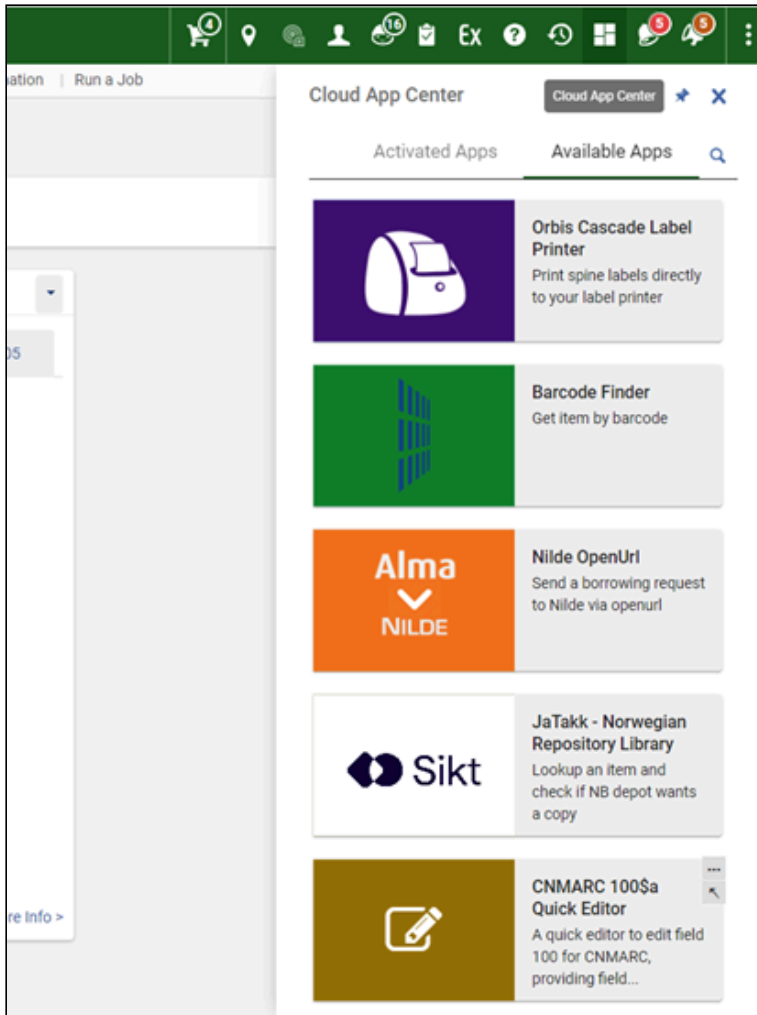 4
16
Ex
?
5
5
ation | Run a Job
Cloud App Center
Cloud App Center
Activated Apps
Available Apps
Orbis Cascade Label
Printer
Print spine labels directly
to your label printer
05
Barcode Finder
Get item by barcode
Alma
NILDE
Nilde OpenUrl
Send a borrowing request
to Nilde via openurl
Sikt
JaTakk - Norwegian
Repository Library
Lookup an item and
check if NB depot wants
a copy
CNMARC 100$a
Quick Editor
A quick editor to edit field
100 for CNMARC,
providing field...
re Info >